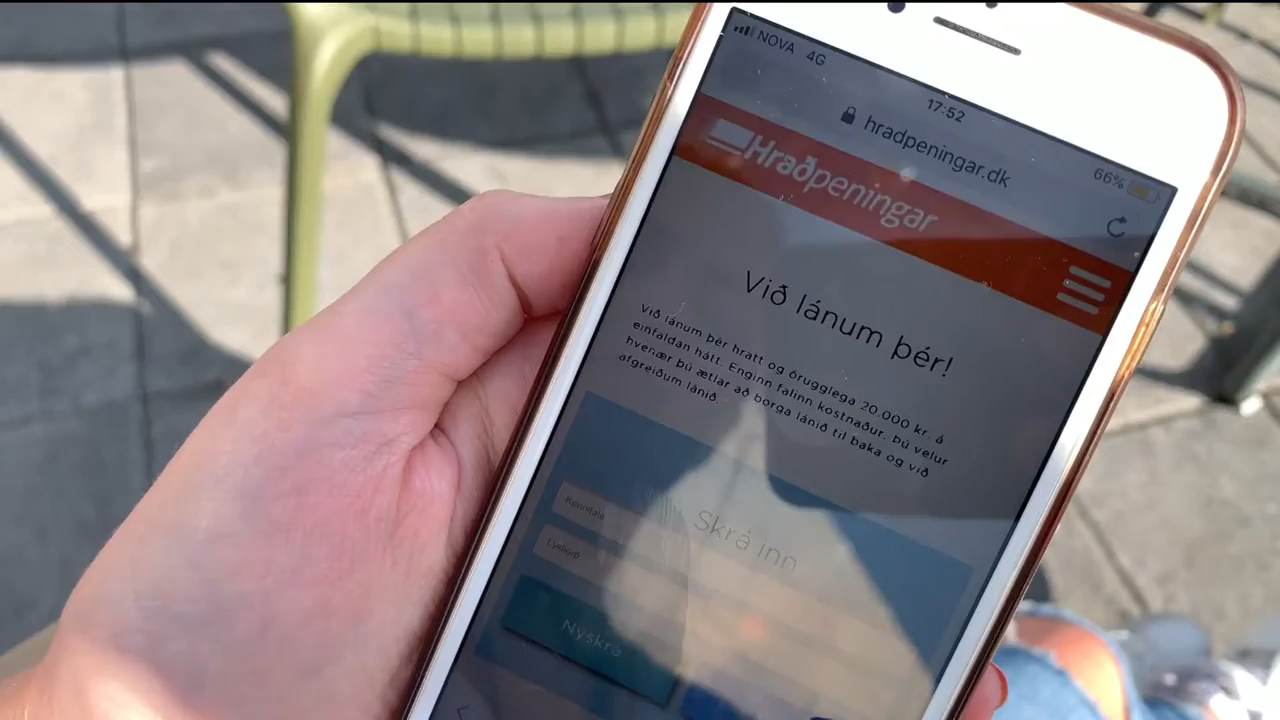 NOVA 4G
17:52
66%
hradpeningar.dk
Hraðpeningar
Við lánum þér!
Við lánum þér hratt og örugglega 20.000 kr. á
einfaldan hátt. Enginn falinn kostnaður. Þú velur
hvenær þú ætlar að borga lánið til baka og við
afgreiðum lánið.
Skrá inn
Kennitala
Lykilorð
Nýskrá